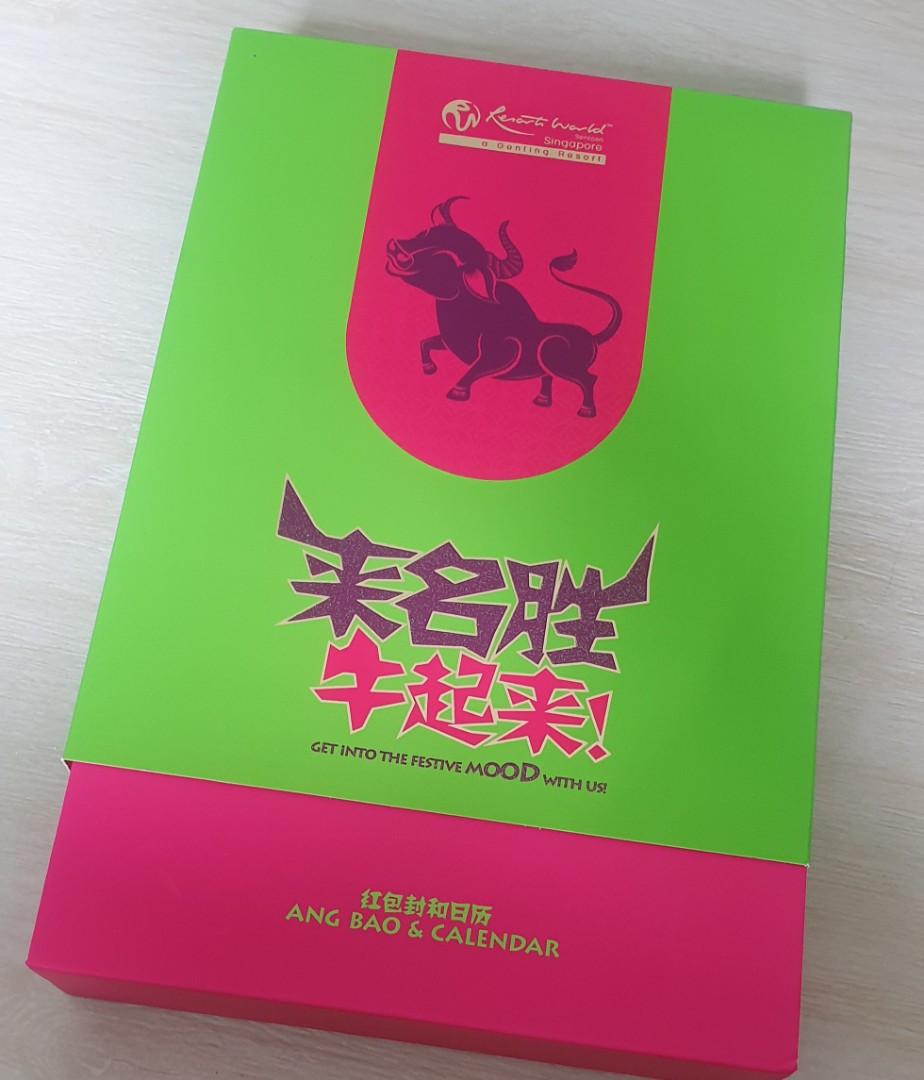 Resorts World™
Sentosa
Singapore
a Genting Resort
来名胜
牛起来!
GET INTO THE FESTIVE MOOD WITH US!
红包封和日历
ANG BAO & CALENDAR